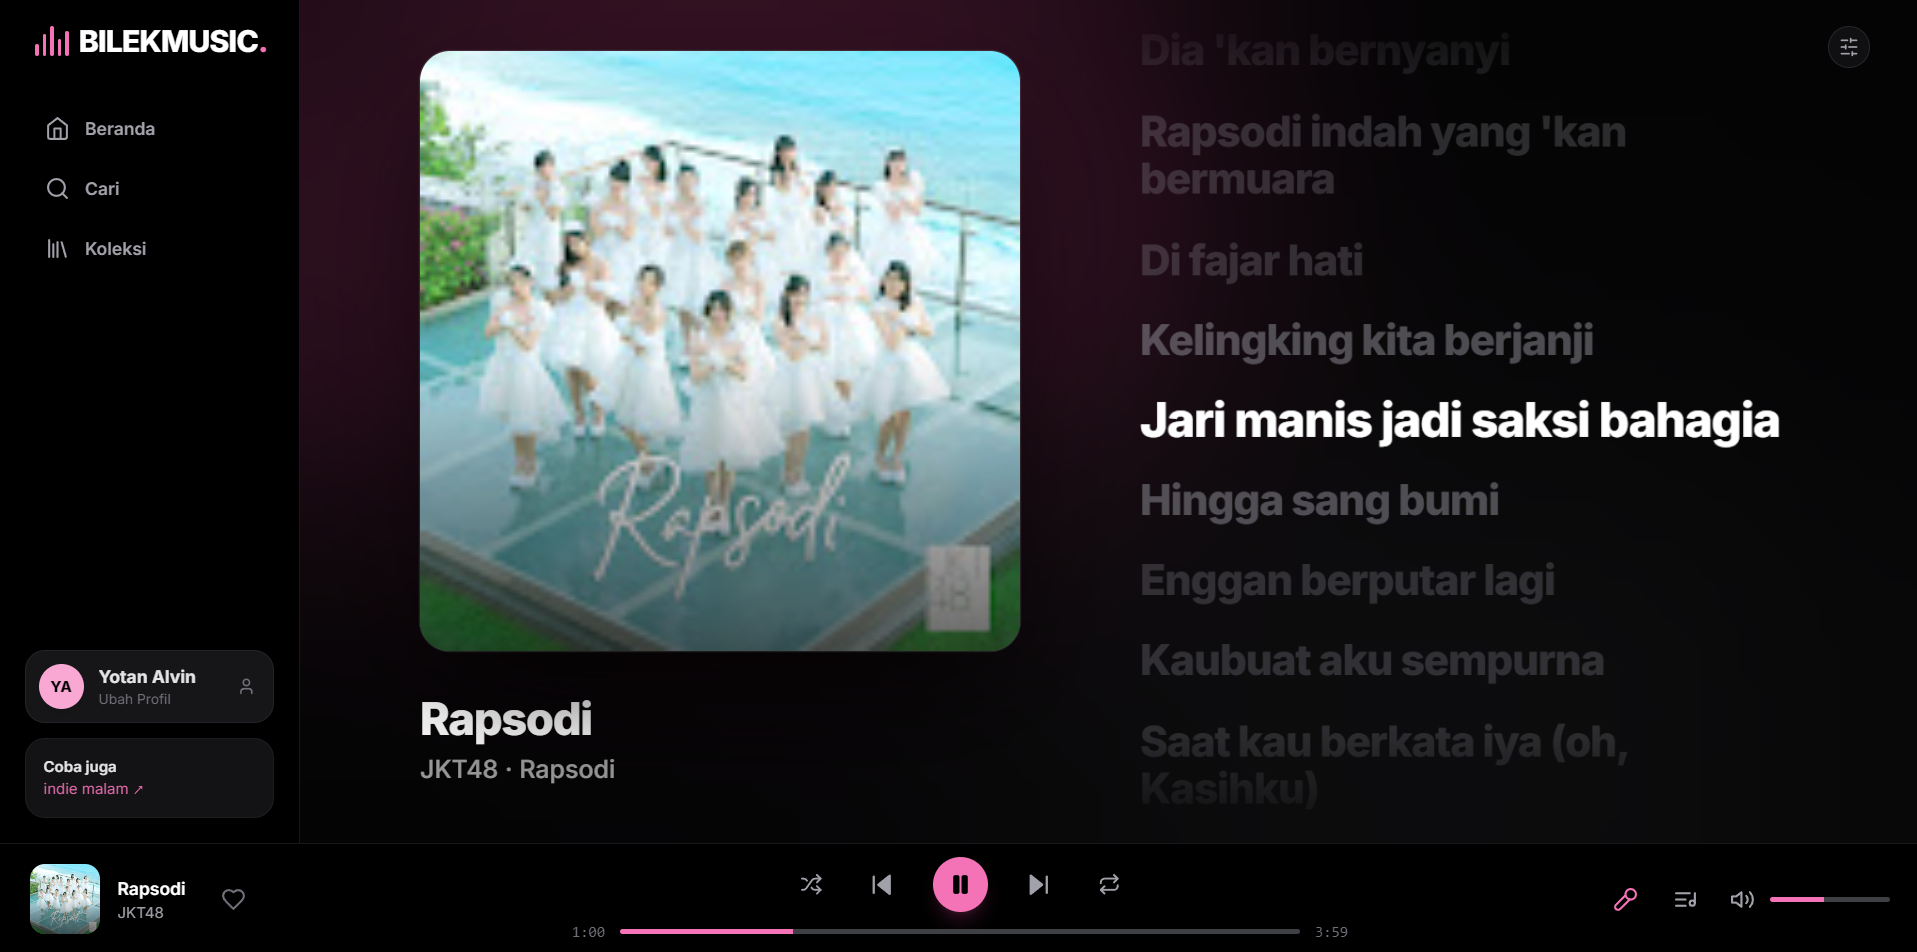 BILEKMUSIC.
Beranda
Cari
Koleksi
Yotan Alvin
YA
Ubah Profil
Coba juga
indie malam ↗
Rapsodi
Rapsodi
JKT48 · Rapsodi
Dia 'kan bernyanyi
Rapsodi indah yang 'kan
bermuara
Di fajar hati
Kelingking kita berjanji
Jari manis jadi saksi bahagia
Hingga sang bumi
Enggan berputar lagi
Kaubuat aku sempurna
Saat kau berkata iya (oh,
Kasihku)
Rapsodi
JKT48
1:00
3:59